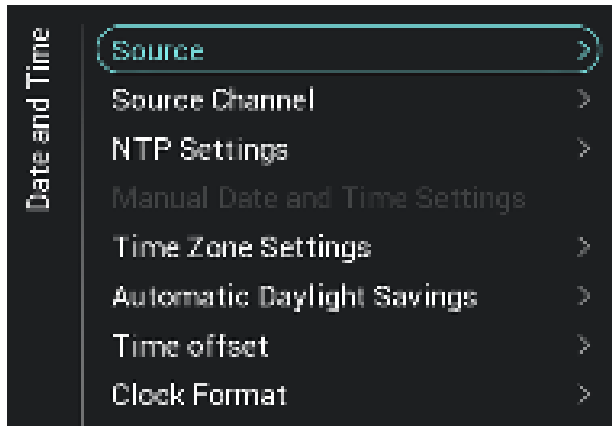 Date and Time
Source
Source Channel
NTP Settings
Manual Date and Time Settings
Time Zone Settings
Automatic Daylight Savings
Time offset
Clock Format